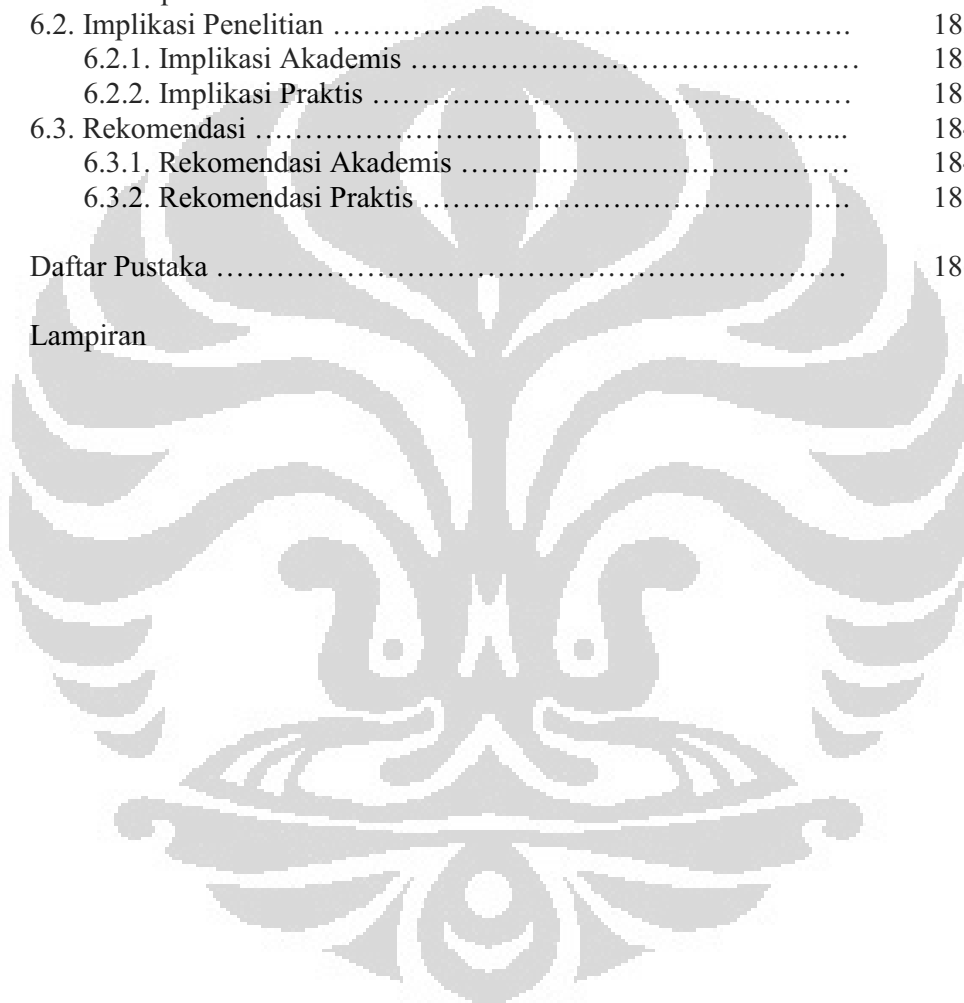 6.2. Implikasi Penelitian ……………………………………………. 18
6.2.1. Implikasi Akademis ……………………………………… 18
6.2.2. Implikasi Praktis ………………………………………… 18
6.3. Rekomendasi …………………………………………………... 18
6.3.1. Rekomendasi Akademis ………………………………. 18
6.3.2. Rekomendasi Praktis ……………………………………. 18
Daftar Pustaka ……………………………………………………… 18
Lampiran